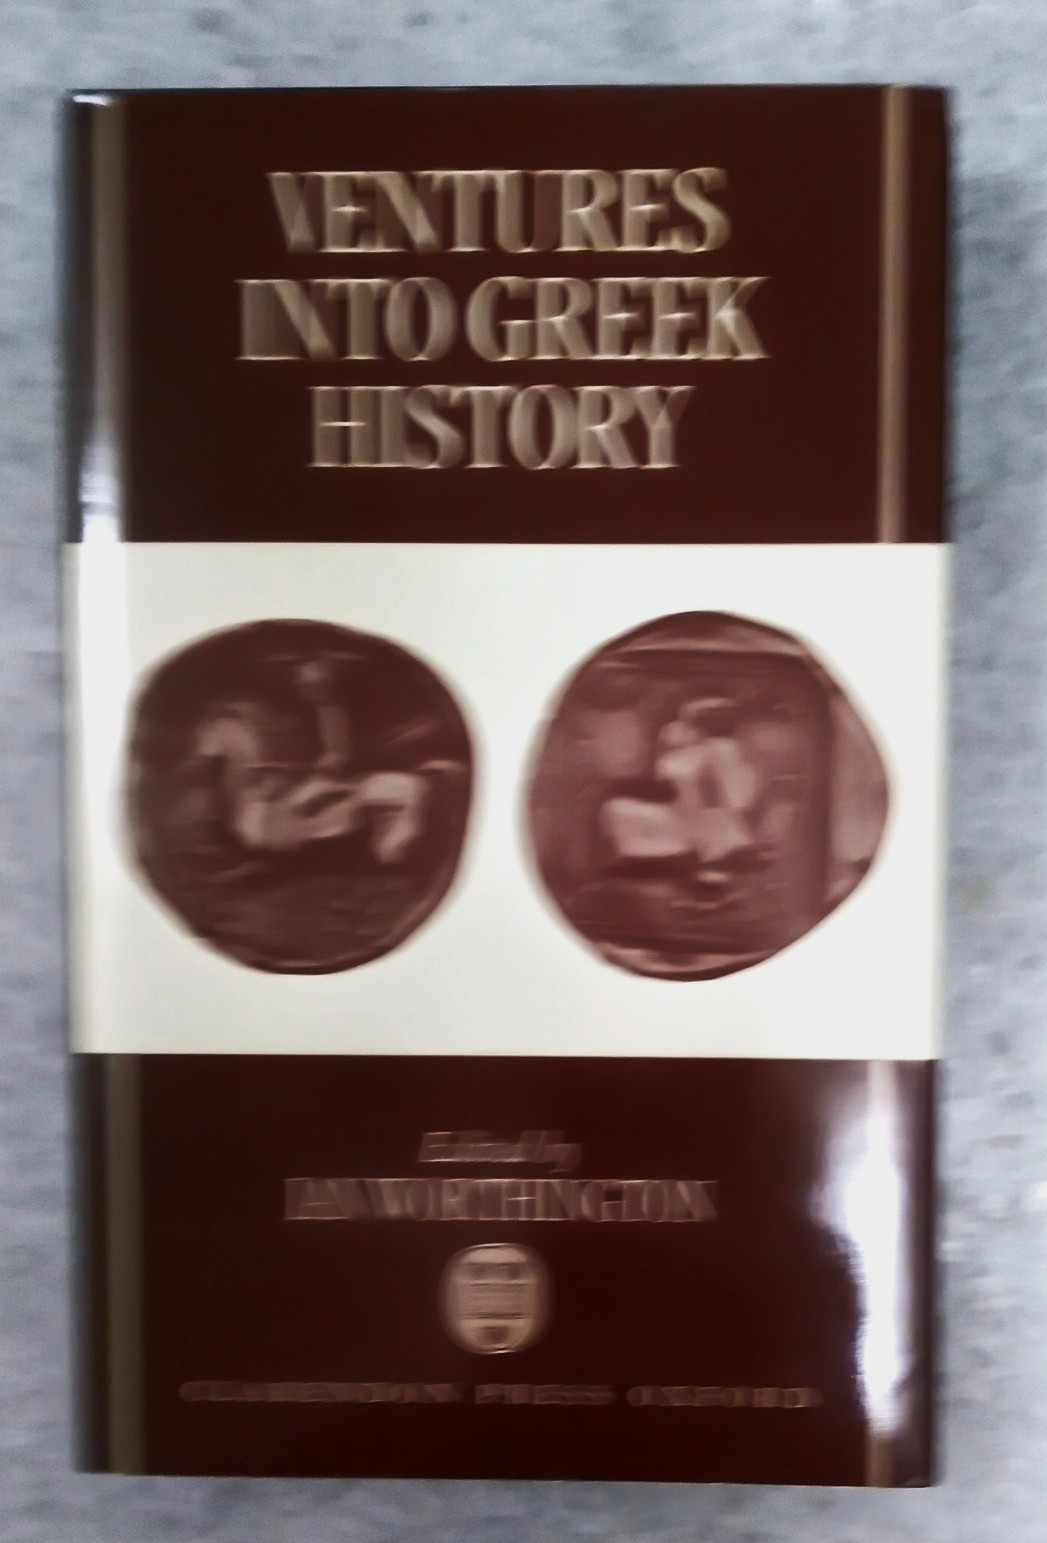 VENTURES
INTO GREEK
HISTORY
Edited by
IAN WORTHINGTON
CLARENDON PRESS OXFORD